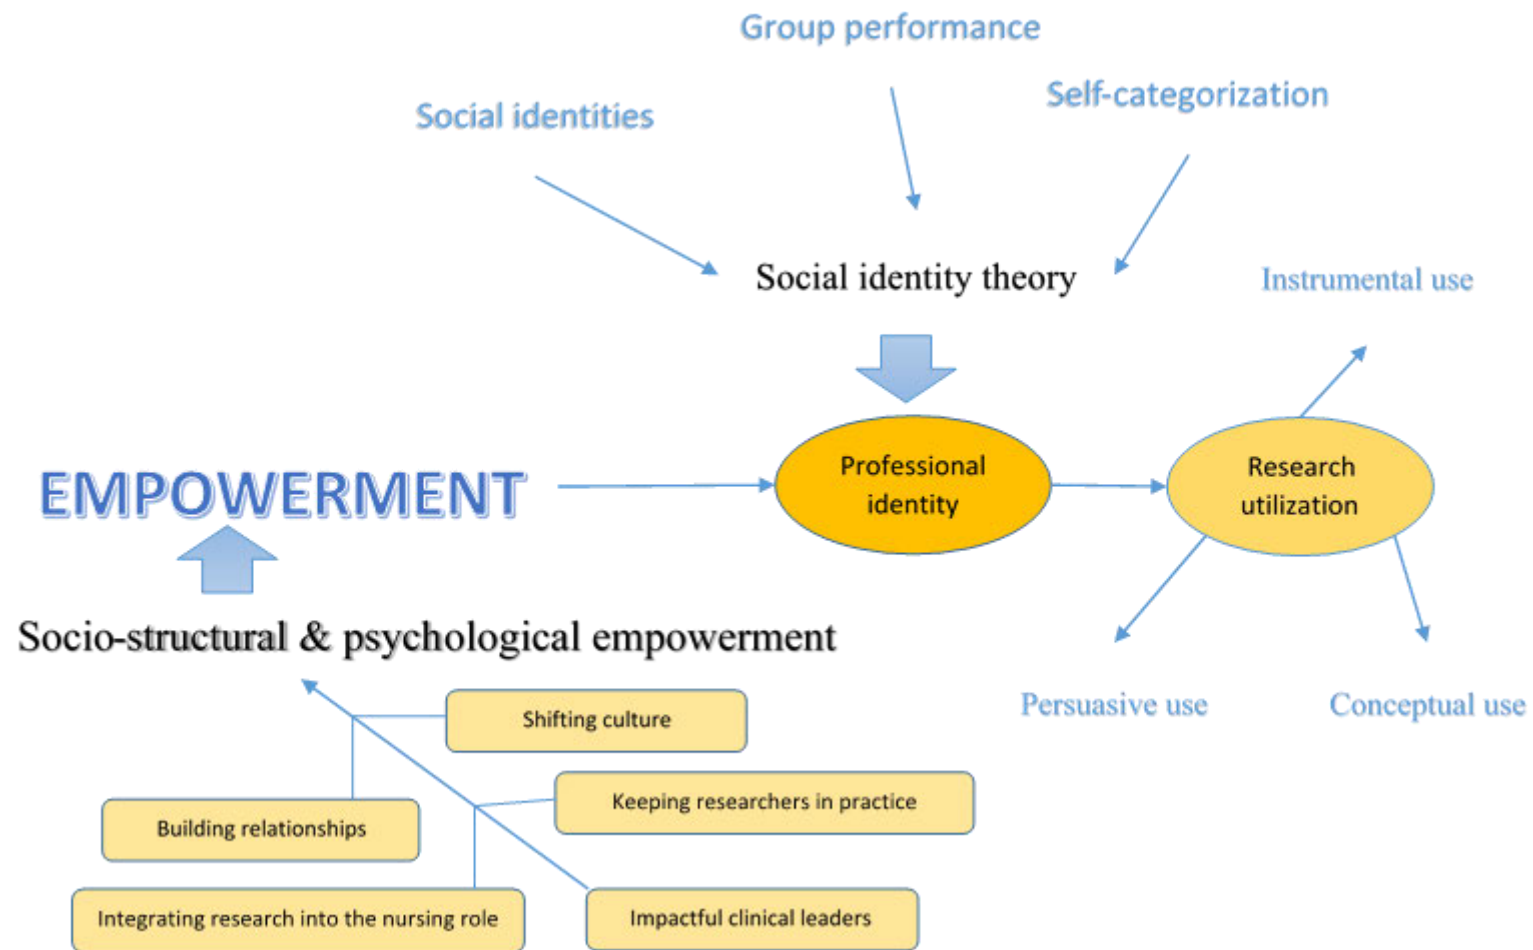 Group performance
Self-categorization
Social identities
Social identity theory
Instrumental use
Professional
identity
Research
utilization
EMPOWERMENT
Socio-structural & psychological empowerment
Persuasive use
Conceptual use
Shifting culture
Keeping researchers in practice
Building relationships
Integrating research into the nursing role
Impactful clinical leaders